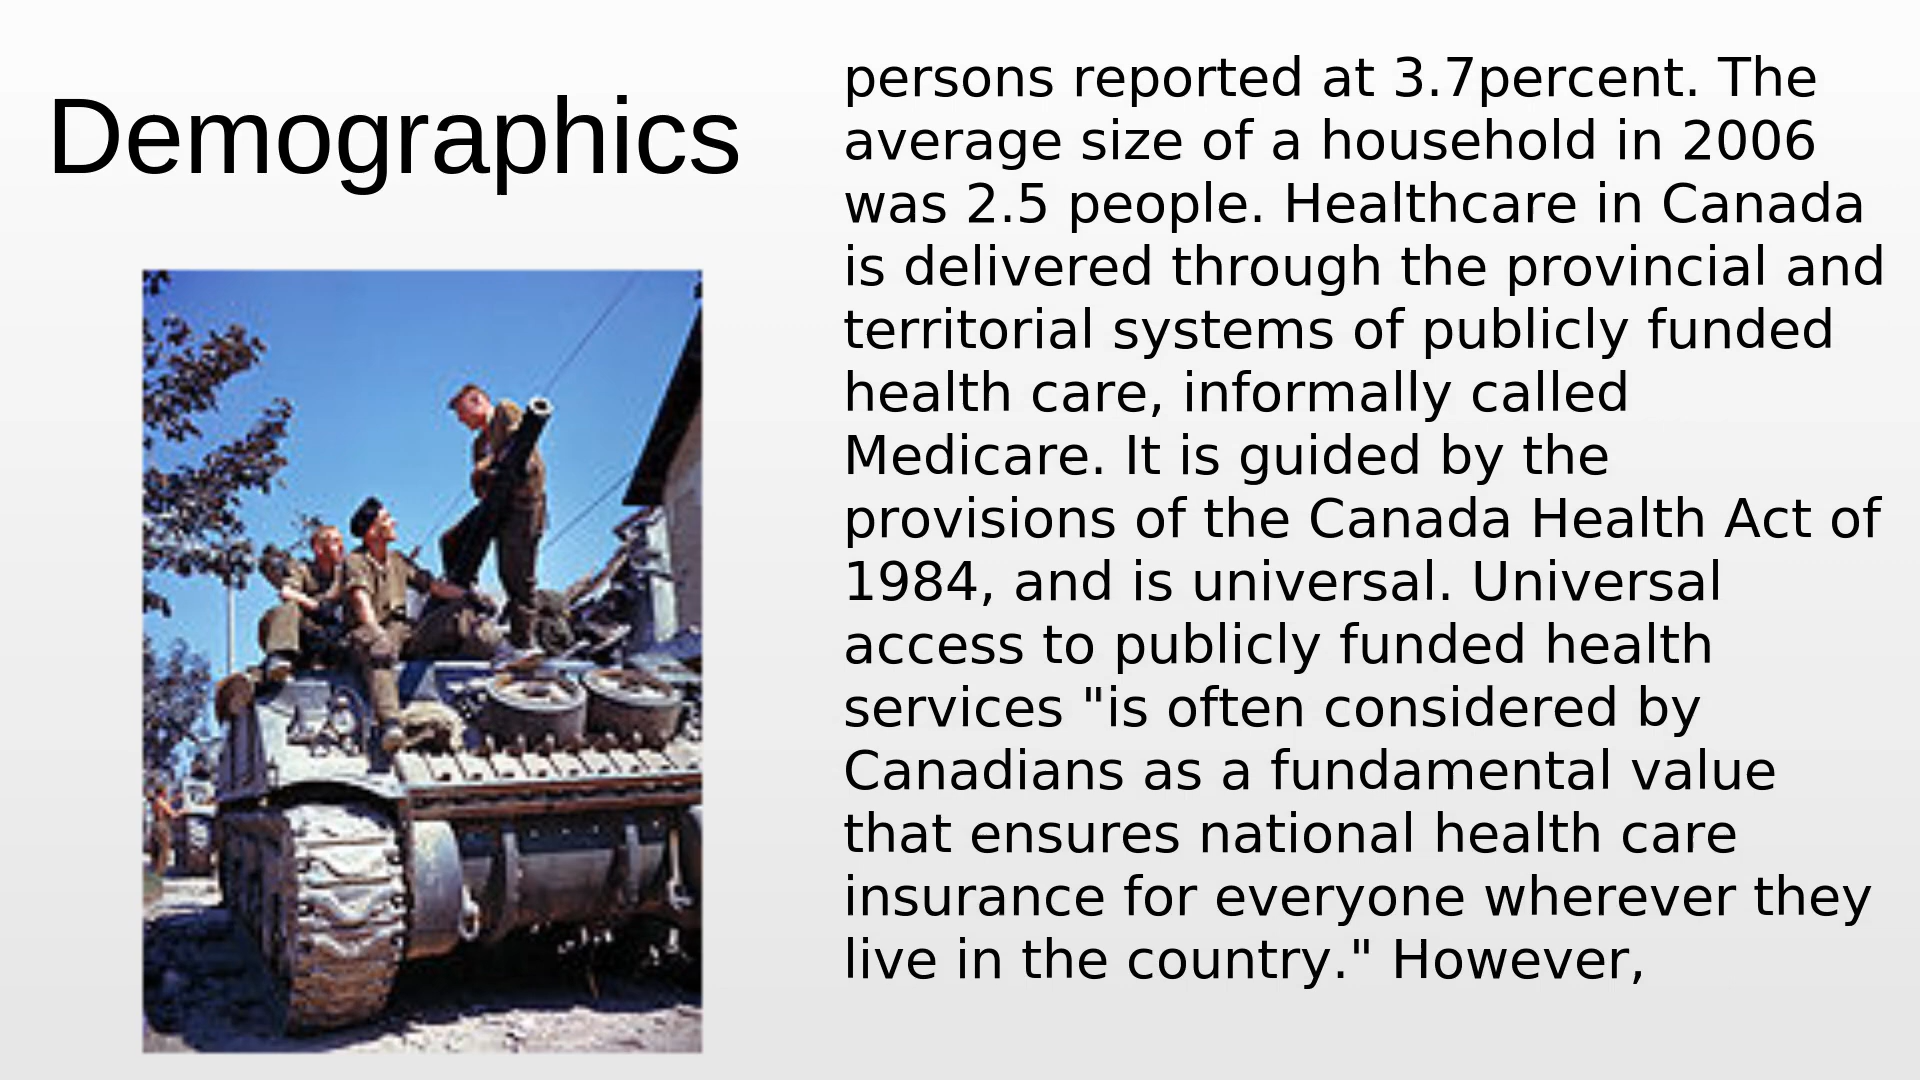 Demographics
persons reported at 3.7percent. The
average size of a household in 2006
was 2.5 people. Healthcare in Canada
is delivered through the provincial and
territorial systems of publicly funded
health care, informally called
Medicare. It is guided by the
provisions of the Canada Health Act of
1984, and is universal. Universal
access to publicly funded health
services "is often considered by
Canadians as a fundamental value
that ensures national health care
insurance for everyone wherever they
live in the country." However,